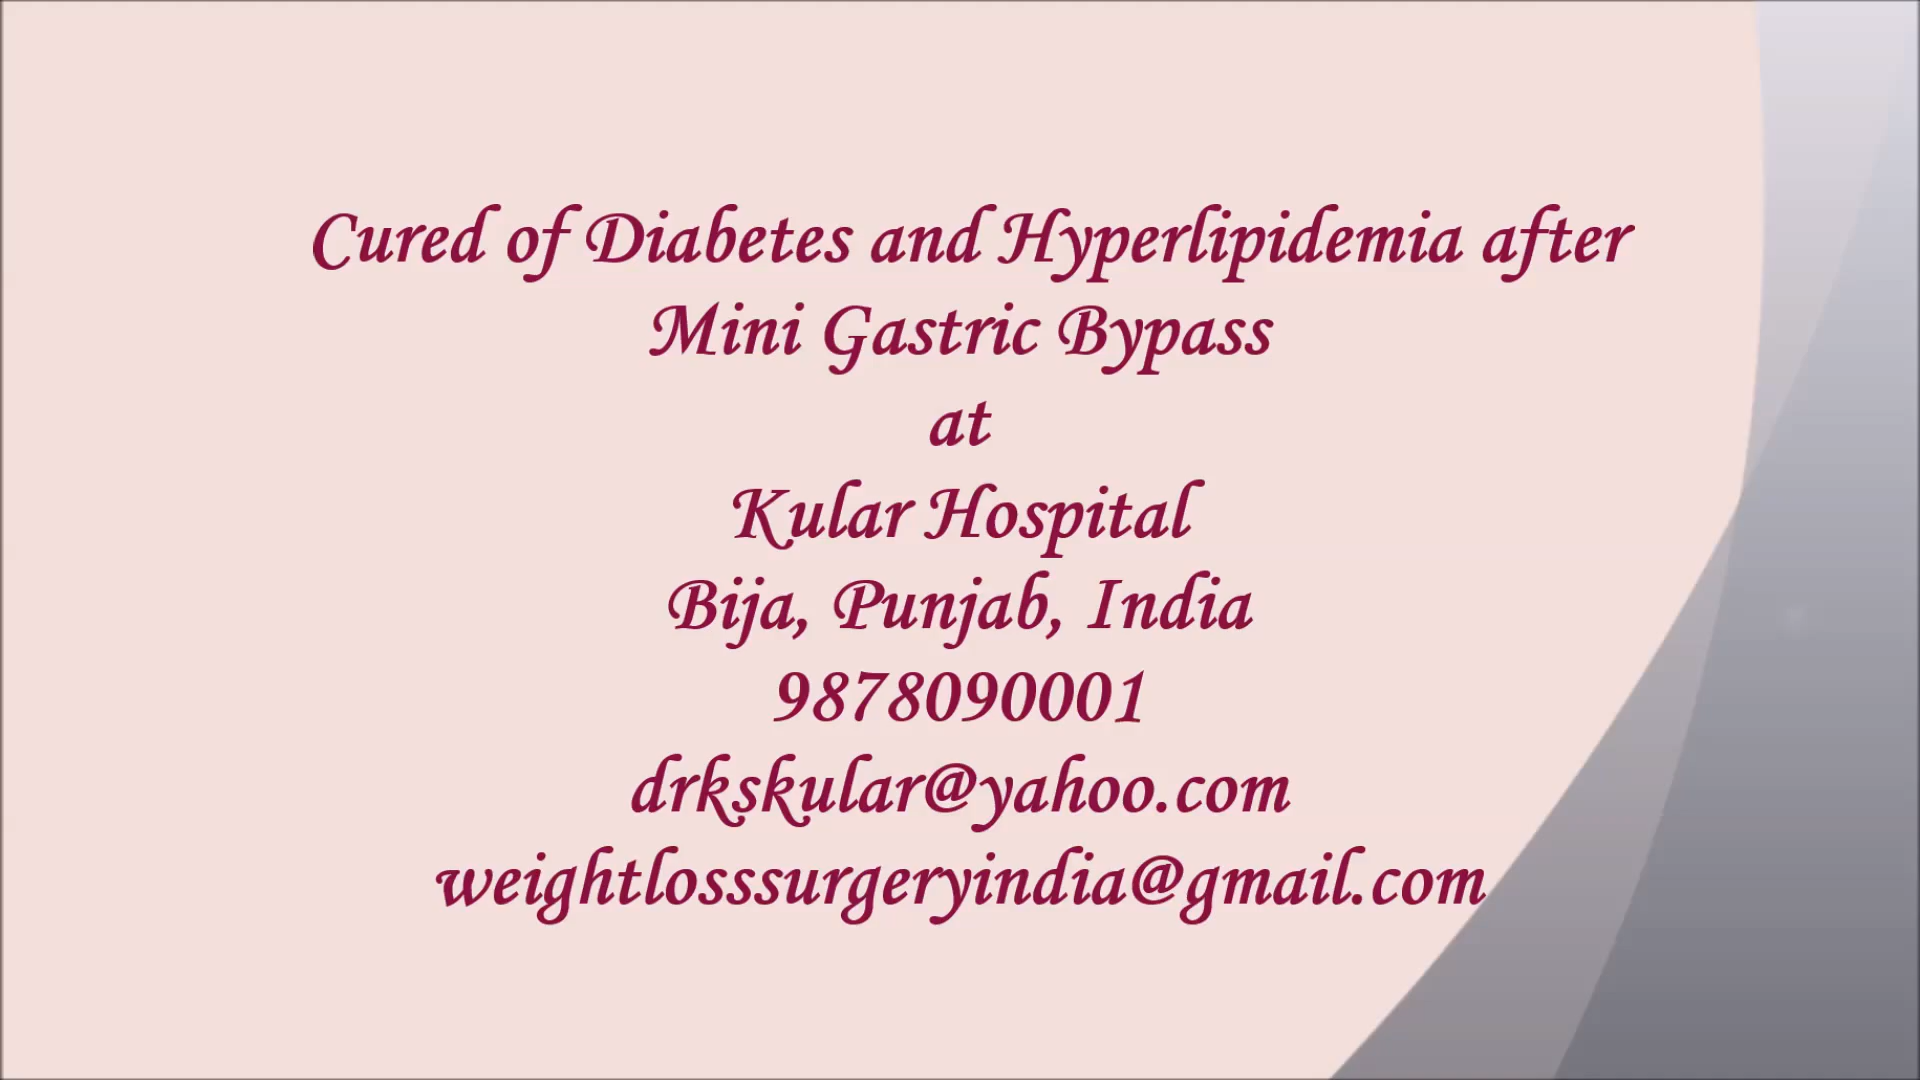 Cured of Diabetes and Hyperlipidemia after
Mini Gastric Bypass
at
Kular Hospital
Bija, Punjab, India
9878090001
drkskular@yahoo.com
weightlosssurgeryindia@gmail.com